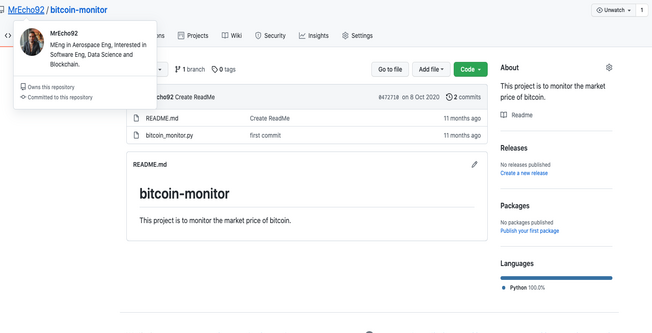 MrEcho92 / bitcoin-monitor
Unwatch
1
<>
ons
Projects
Wiki
Security
Insights
Settings
MrEcho92
MEng in Aerospace Eng, Interested in
Software Eng, Data Science and
Blockchain.
Owns this repository
Committed to this repository
1 branch
0 tags
Go to file
Add file
Code
cho92 Create ReadMe
on 8 Oct 2020
2 commits
README.md
Create ReadMe
11 months ago
bitcoin_monitor.py
first commit
11 months ago
README.md
bitcoin-monitor
This project is to monitor the market price of bitcoin.
About
This project is to monitor the market
price of bitcoin.
Readme
Releases
No releases published
Create a new release
Packages
No packages published
Publish your first package
Languages
Python 100.0%